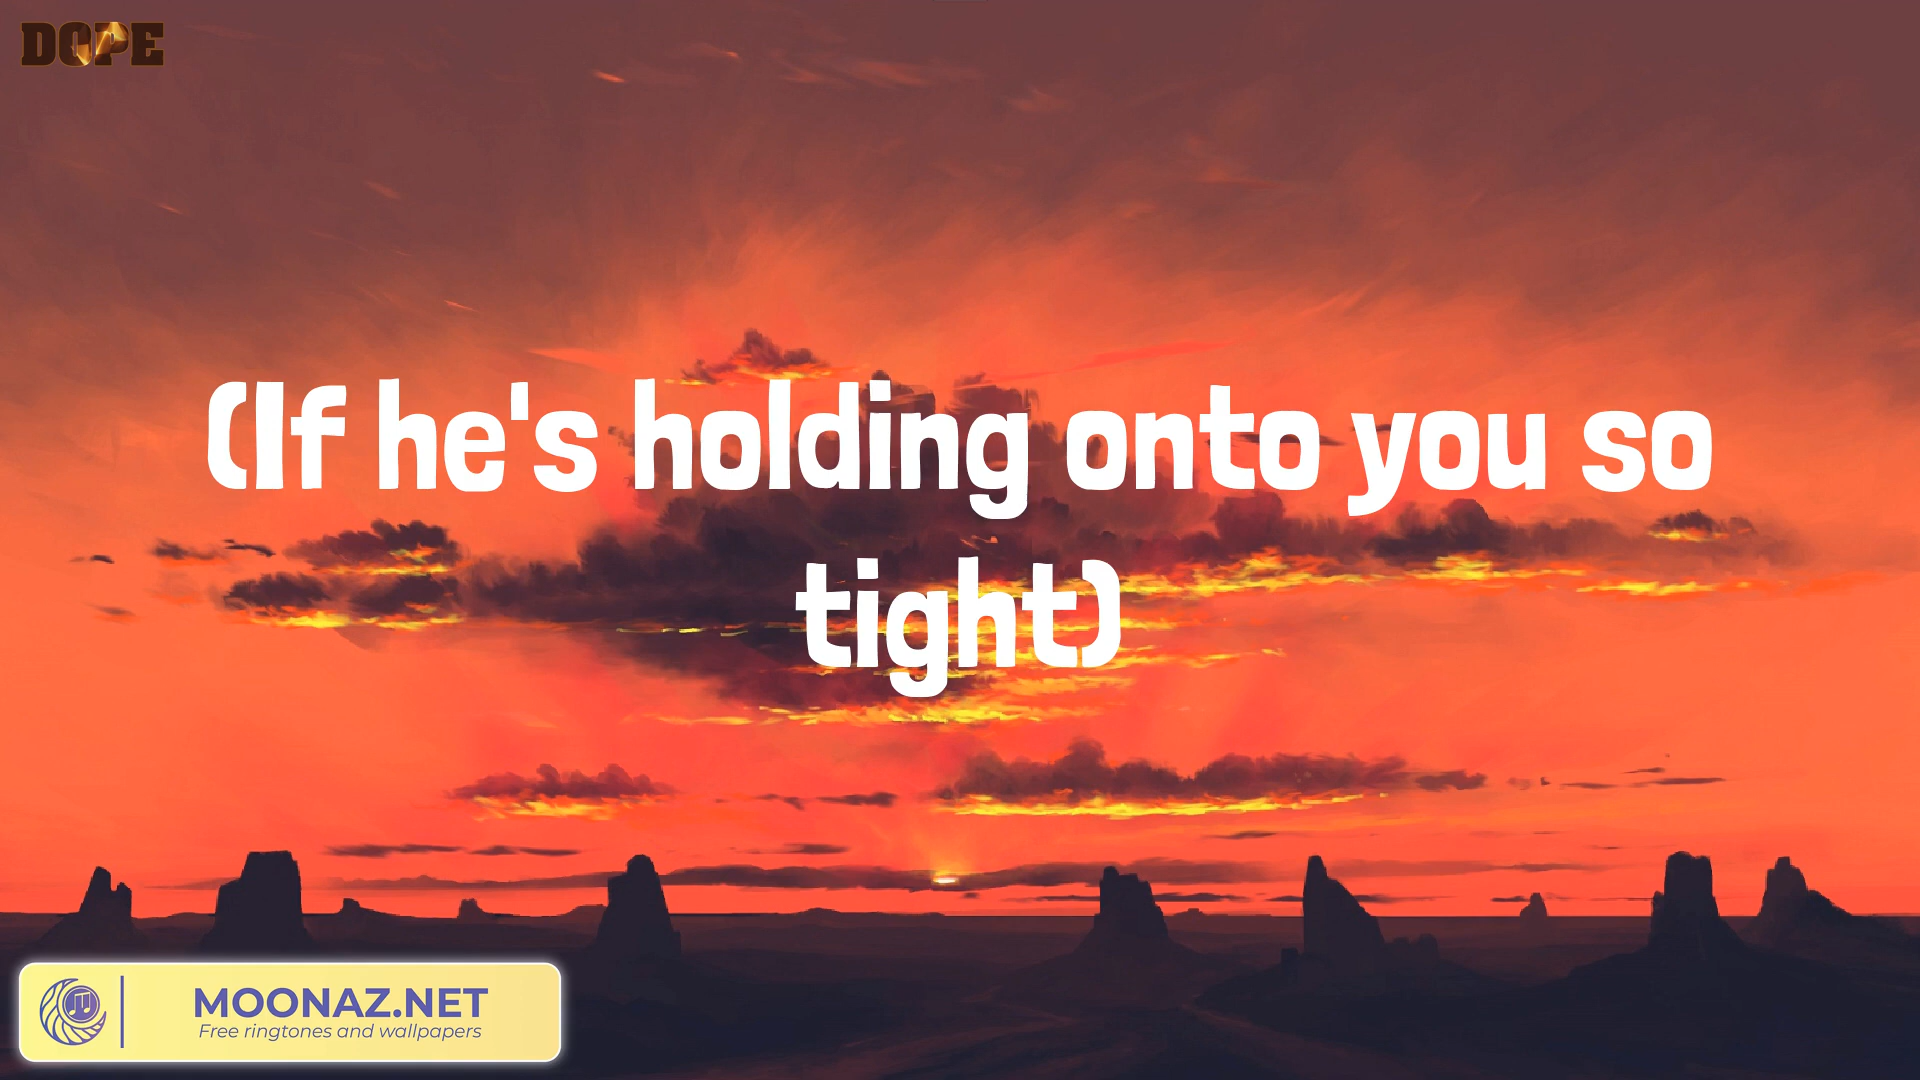 DOPE
(If he's holding onto you so
tight)
MOONAZ.NET
Free ringtones and wallpapers